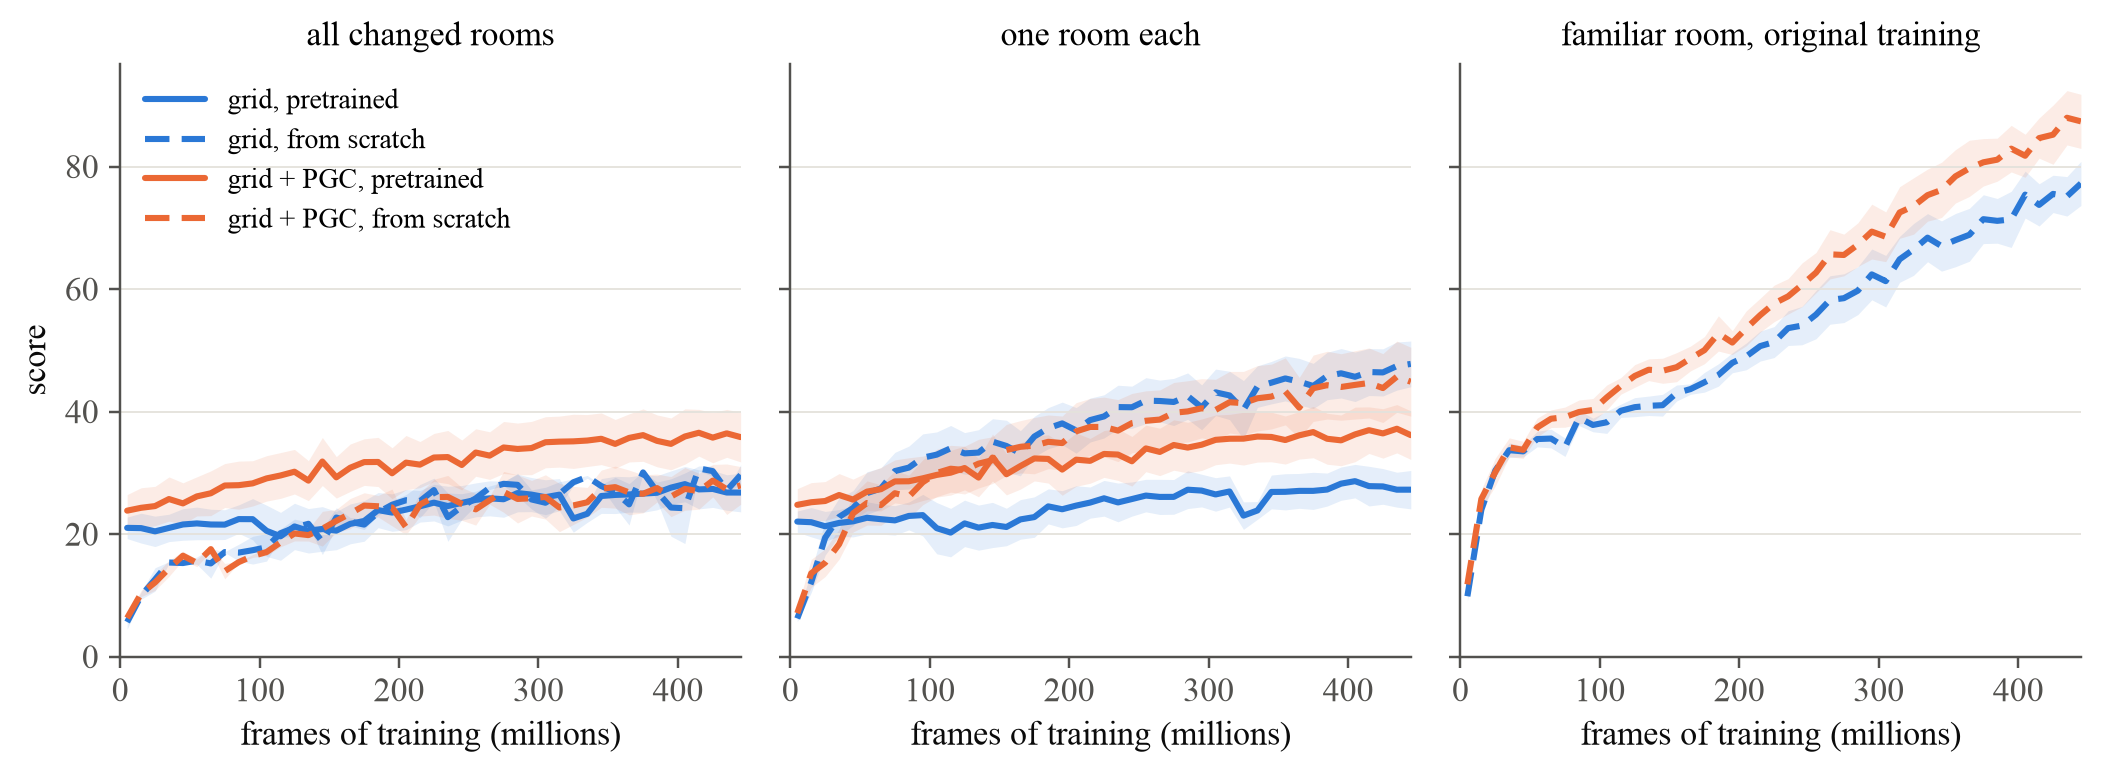 all changed rooms
one room each
familiar room, original training
grid, pretrained
grid, from scratch
grid + PGC, pretrained
grid + PGC, from scratch
score
80
60
40
20
0
0 100 200 300 400
0 100 200 300 400
0 100 200 300 400
frames of training (millions)
frames of training (millions)
frames of training (millions)